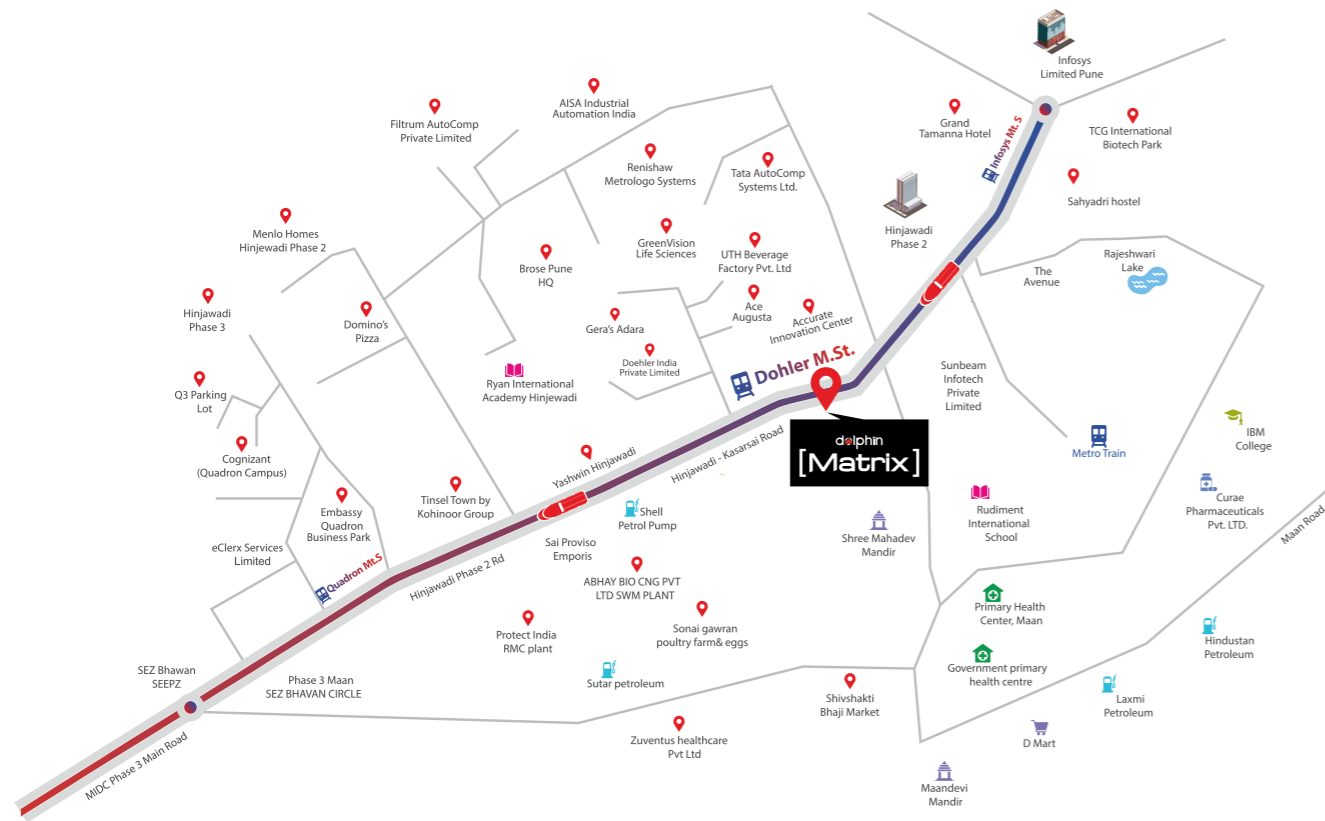 Infosys
Limited Pune
AISA Industrial
Automation India
Filtrum AutoComp
Private Limited
Grand
Tamanna Hotel
Infosys Mt. S
TCG International
Biotech Park
Renishaw
Metrologo Systems
Tata AutoComp
Systems Ltd.
Sahyadri hostel
Menlo Homes
Hinjewadi Phase 2
Hinjawadi
Phase 2
GreenVision
Life Sciences
UTH Beverage
Factory Pvt. Ltd
Brose Pune
HQ
The
Avenue
Rajeshwari
Lake
Hinjawadi
Phase 3
Domino's
Pizza
Gera's Adara
Ace
Augusta
Accurate
Innovation Center
Doehler India
Private Limited
Dohler M.St.
Ryan International
Academy Hinjewadi
Sunbeam
Infotech
Private
Limited
Q3 Parking
Lot
dolphin
[Matrix]
Metro Train
IBM
College
Cognizant
(Quadron Campus)
Yashwin Hinjawadi
Hinjawadi - Kasarsai Road
Embassy
Quadron
Business Park
Tinsel Town by
Kohinoor Group
Shell
Petrol Pump
Shree Mahadev
Mandir
Rudiment
International
School
Curae
Pharmaceuticals
Pvt. LTD.
Maan Road
eClerx Services
Limited
Sai Proviso
Emporis
Quadron Mt.S
Hinjawadi Phase 2 Rd
ABHAY BIO CNG PVT
LTD SWM PLANT
Primary Health
Center, Maan
Protect India
RMC plant
Sonai gawran
poultry farm& eggs
Hindustan
Petroleum
SEZ Bhawan
SEEPZ
Phase 3 Maan
SEZ BHAVAN CIRCLE
Sutar petroleum
Government primary
health centre
Shivshakti
Bhaji Market
Laxmi
Petroleum
Zuventus healthcare
Pvt Ltd
D Mart
MIDC Phase 3 Main Road
Maandevi
Mandir